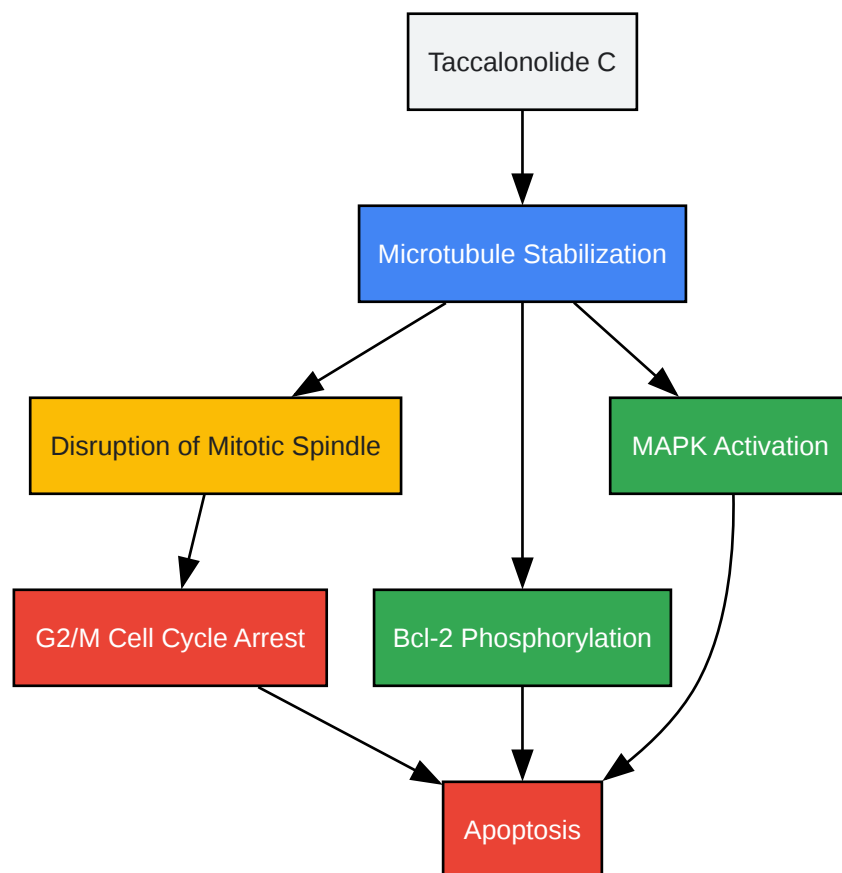 Taccalonolide C
Microtubule Stabilization
Disruption of Mitotic Spindle
MAPK Activation
G2/M Cell Cycle Arrest
Bcl-2 Phosphorylation
Apoptosis